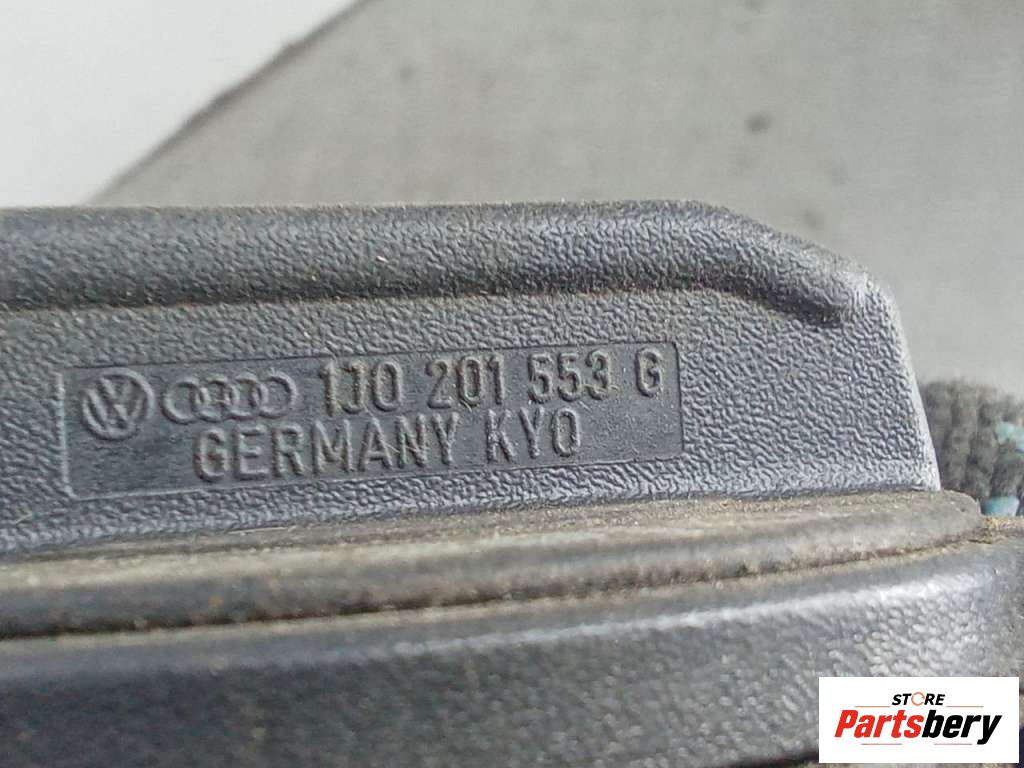 1J0 201 553 G
GERMANY KYO
STORE
Partsbery